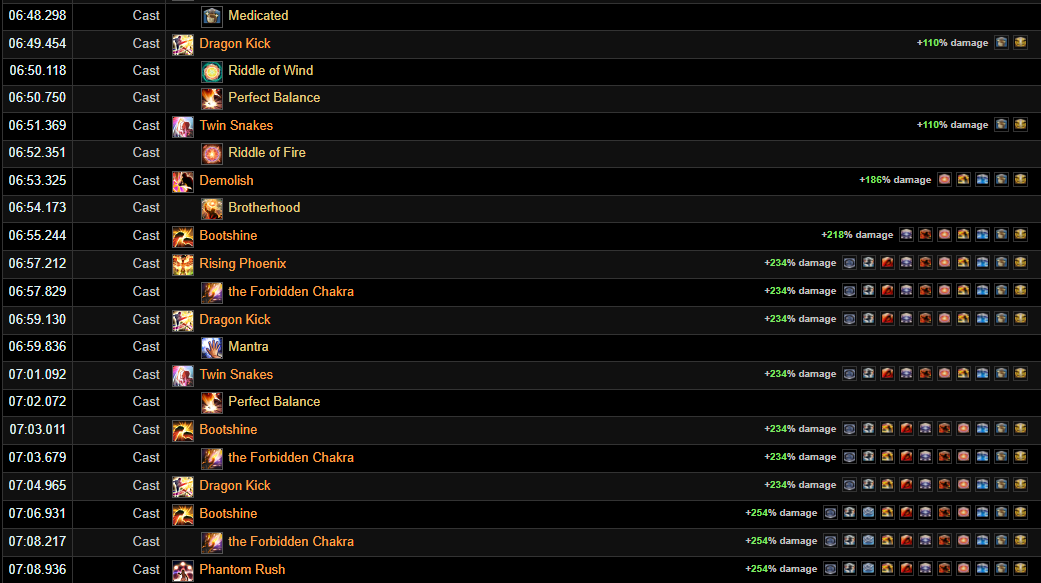 06:48.298 Cast Medicated
06:49.454 Cast Dragon Kick +110% damage
06:50.118 Cast Riddle of Wind
06:50.750 Cast Perfect Balance
06:51.369 Cast Twin Snakes +110% damage
06:52.351 Cast Riddle of Fire
06:53.325 Cast Demolish +186% damage
06:54.173 Cast Brotherhood
06:55.244 Cast Bootshine +218% damage
06:57.212 Cast Rising Phoenix +234% damage
06:57.829 Cast the Forbidden Chakra +234% damage
06:59.130 Cast Dragon Kick +234% damage
06:59.836 Cast Mantra
07:01.092 Cast Twin Snakes +234% damage
07:02.072 Cast Perfect Balance
07:03.011 Cast Bootshine +234% damage
07:03.679 Cast the Forbidden Chakra +234% damage
07:04.965 Cast Dragon Kick +234% damage
07:06.931 Cast Bootshine +254% damage
07:08.217 Cast the Forbidden Chakra +254% damage
07:08.936 Cast Phantom Rush +254% damage